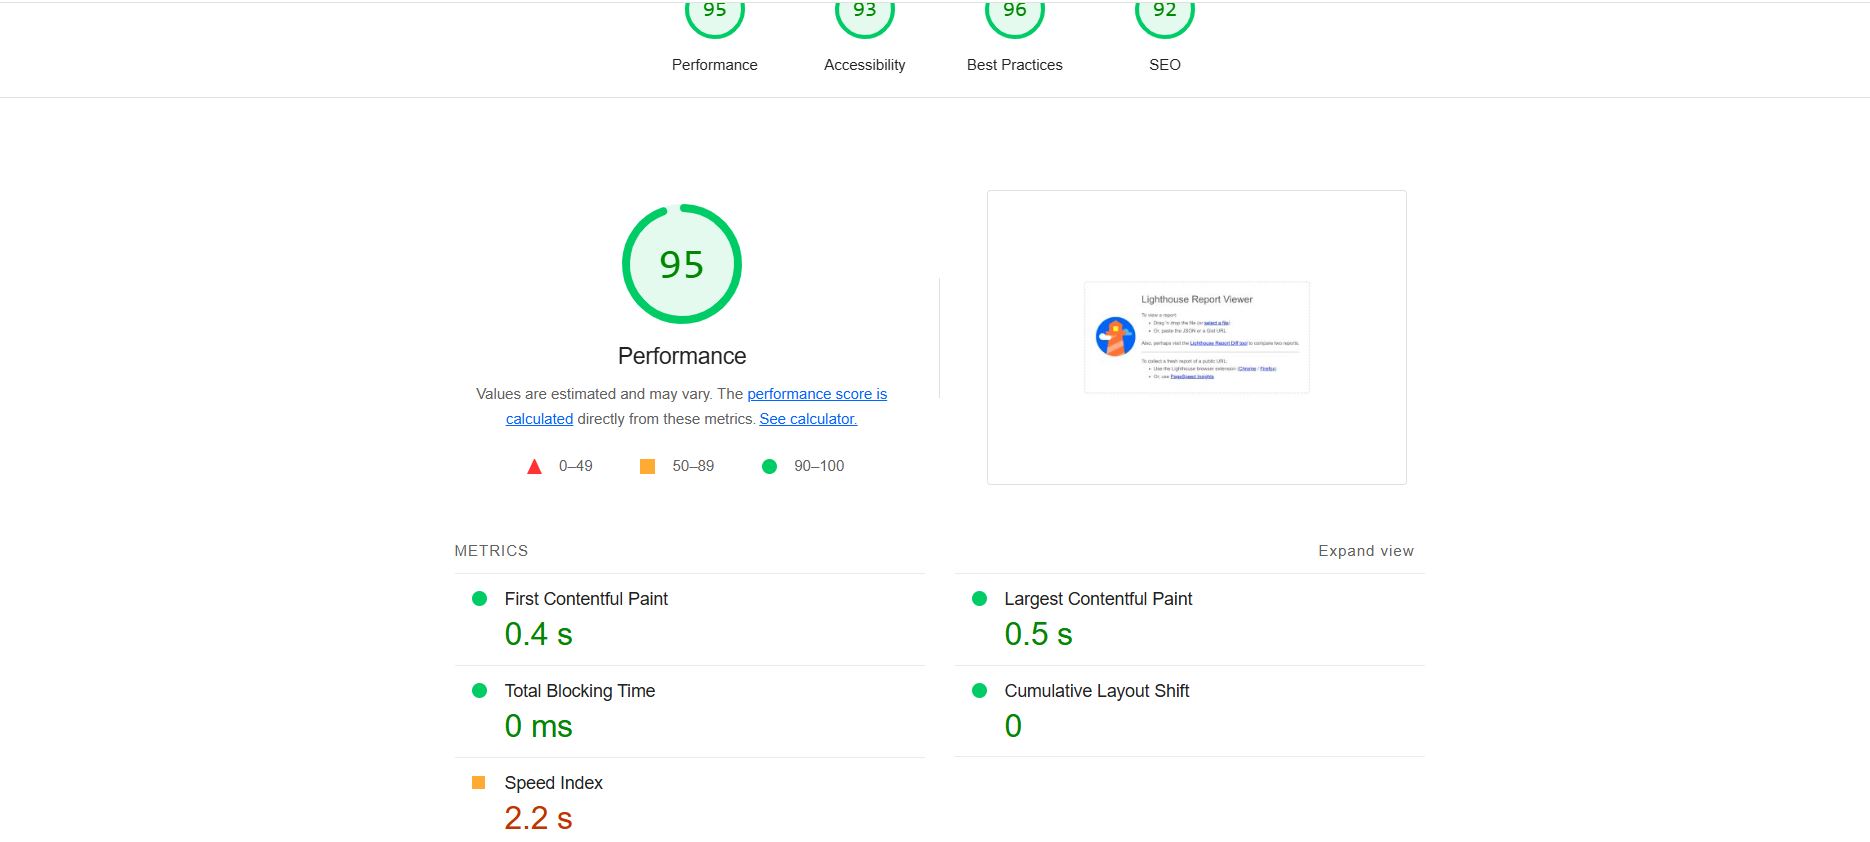 95 93 96 92
Performance Accessibility Best Practices SEO
95
Performance
Values are estimated and may vary. The performance score is
calculated directly from these metrics. See calculator.
0–49 50–89 90–100
Lighthouse Report Viewer
To view a report:
• Drag 'n drop the file (or select a file).
• Or, paste the JSON or a Gist URL.
Also, perhaps visit the Lighthouse Report Diff tool to compare two reports.
To collect a fresh report of a public URL:
• Use the Lighthouse browser extension (Chrome / Firefox)
• Or, use PageSpeed Insights
METRICS
Expand view
First Contentful Paint
0.4 s
Largest Contentful Paint
0.5 s
Total Blocking Time
0 ms
Cumulative Layout Shift
0
Speed Index
2.2 s